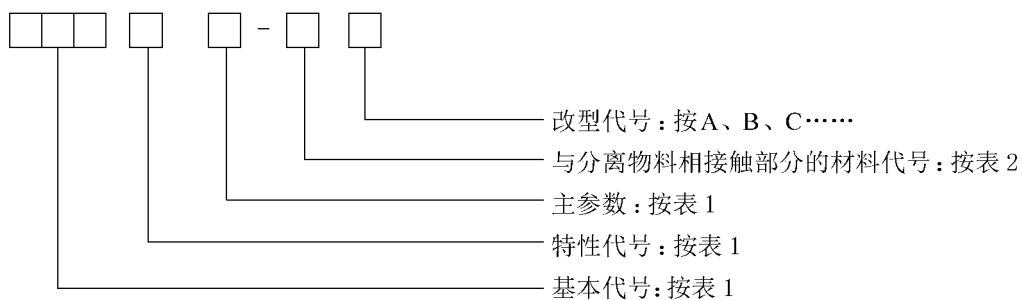 -
改型代号:按A、B、C……
与分离物料相接触部分的材料代号:按表 2
主参数:按表 1
特性代号:按表 1
基本代号:按表 1